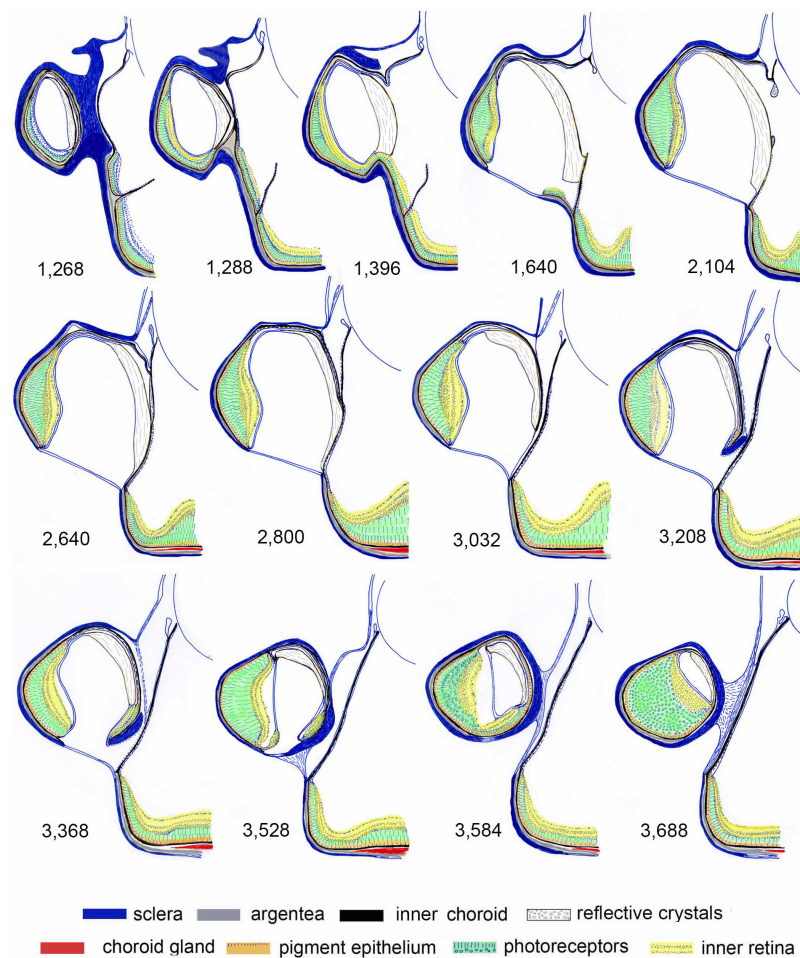 1,268 1,288 1,396 1,640 2,104
2,640 2,800 3,032 3,208
3,368 3,528 3,584 3,688
sclera argentea inner choroid reflective crystals
choroid gland pigment epithelium photoreceptors inner retina